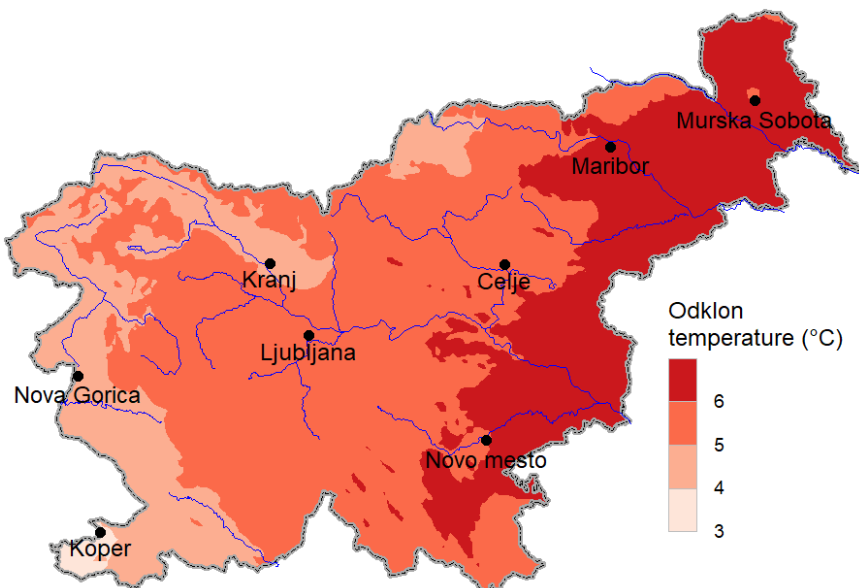 Murska Sobota
Maribor
Kranj
Celje
Ljubljana
Nova Gorica
Novo mesto
Koper
Odklon
temperature (°C)
6
5
4
3